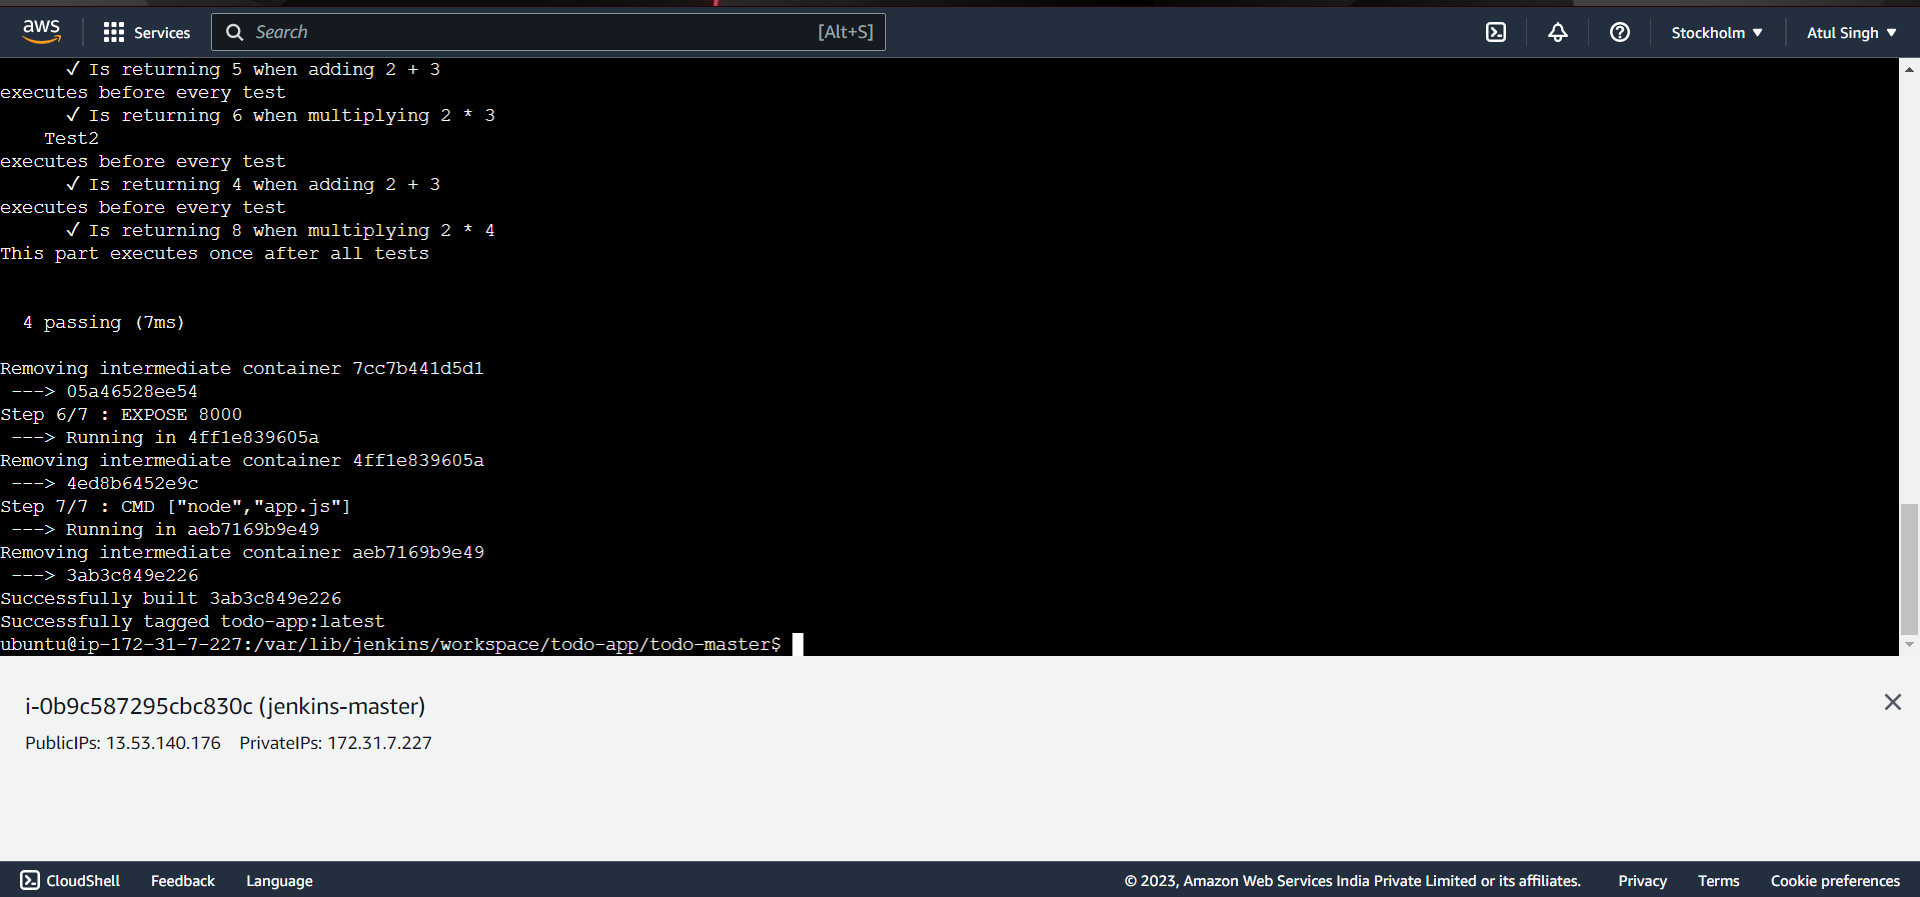 aws Services Search [Alt+S] Stockholm ▼ Atul Singh ▼
✓ Is returning 5 when adding 2 + 3
executes before every test
✓ Is returning 6 when multiplying 2 * 3
Test2
executes before every test
✓ Is returning 4 when adding 2 + 3
executes before every test
✓ Is returning 8 when multiplying 2 * 4
This part executes once after all tests
4 passing (7ms)
Removing intermediate container 7cc7b441d5d1
---> 05a46528ee54
Step 6/7 : EXPOSE 8000
---> Running in 4ff1e839605a
Removing intermediate container 4ff1e839605a
---> 4ed8b6452e9c
Step 7/7 : CMD ["node","app.js"]
---> Running in aeb7169b9e49
Removing intermediate container aeb7169b9e49
---> 3ab3c849e226
Successfully built 3ab3c849e226
Successfully tagged todo-app:latest
ubuntu@ip-172-31-7-227:/var/lib/jenkins/workspace/todo-app/todo-master$
i-0b9c587295cbc830c (jenkins-master)
PublicIPs: 13.53.140.176 PrivateIPs: 172.31.7.227
CloudShell Feedback Language © 2023, Amazon Web Services India Private Limited or its affiliates. Privacy Terms Cookie preferences